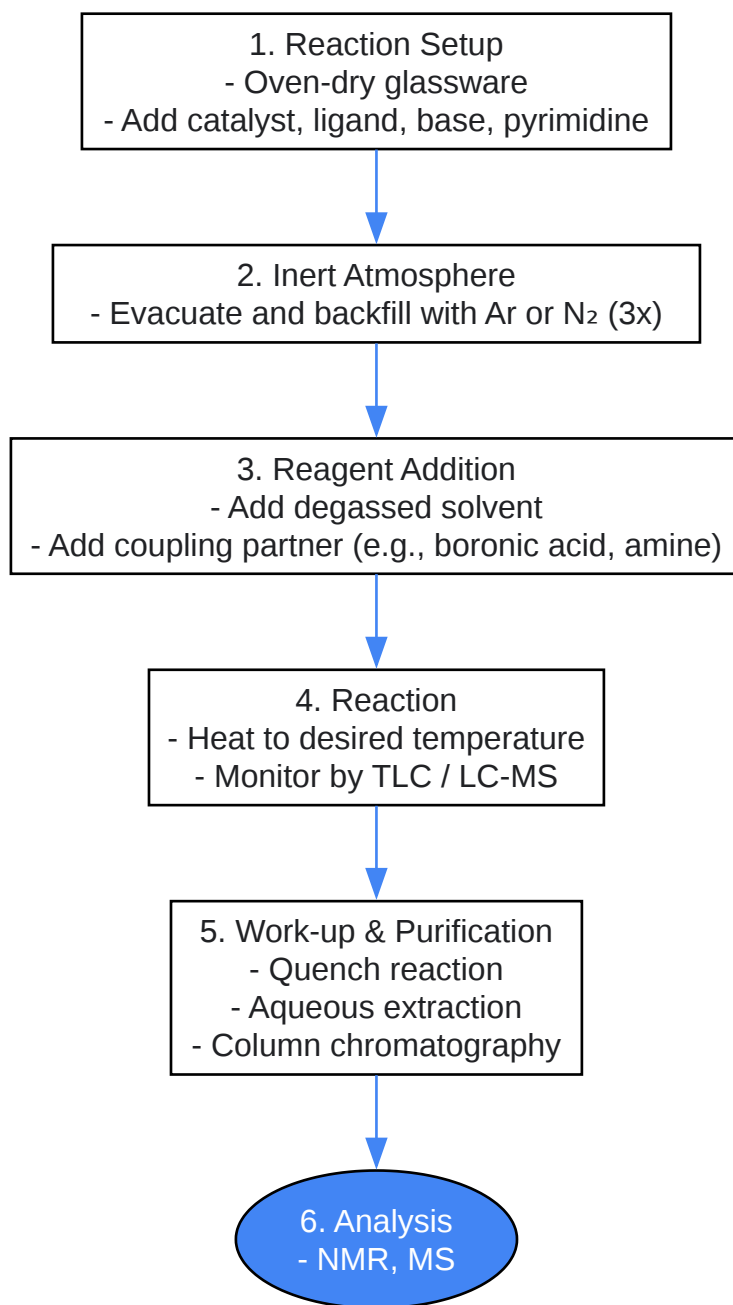 1. Reaction Setup
- Oven-dry glassware
- Add catalyst, ligand, base, pyrimidine
2. Inert Atmosphere
- Evacuate and backfill with Ar or N₂ (3x)
3. Reagent Addition
- Add degassed solvent
- Add coupling partner (e.g., boronic acid, amine)
4. Reaction
- Heat to desired temperature
- Monitor by TLC / LC-MS
5. Work-up & Purification
- Quench reaction
- Aqueous extraction
- Column chromatography
6. Analysis
- NMR, MS